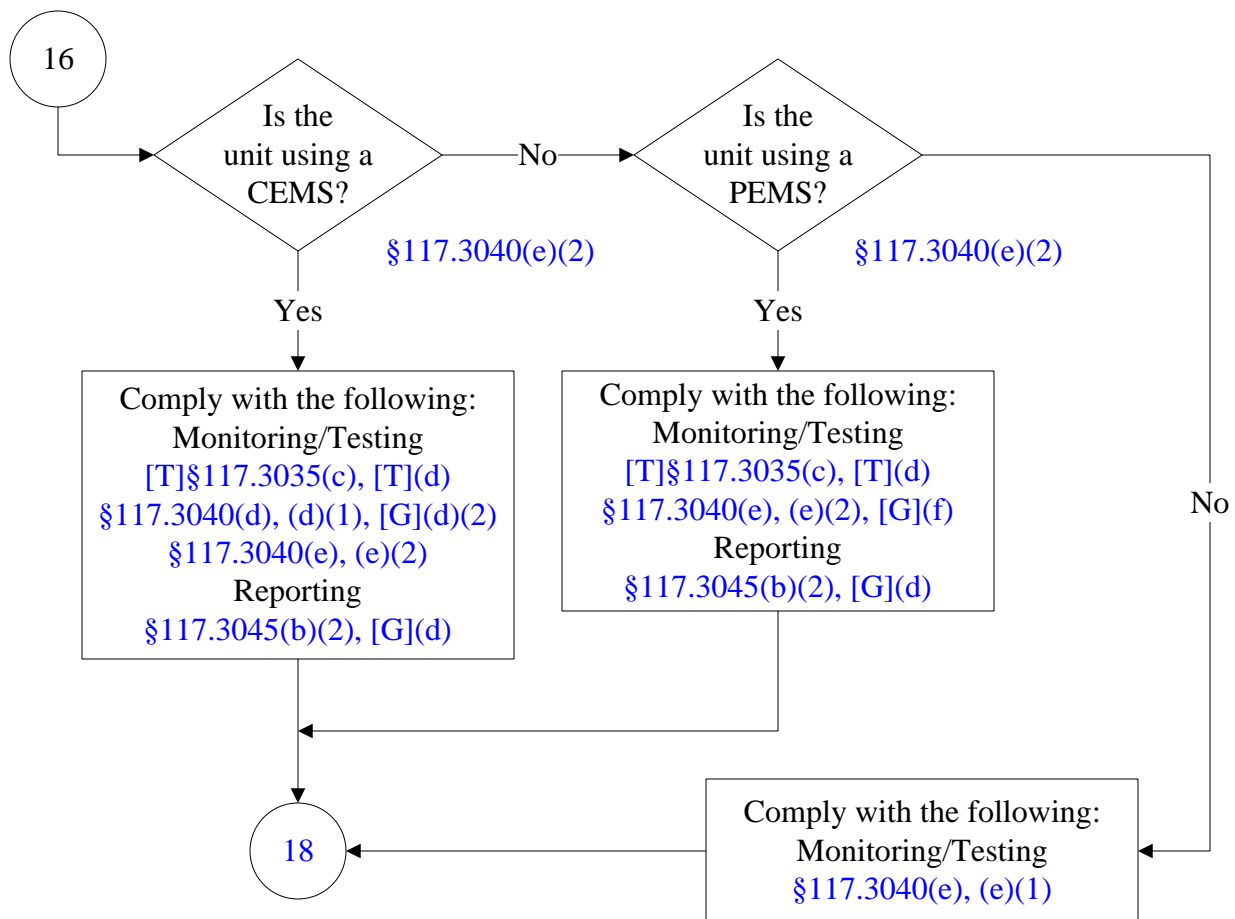 16
Is the
unit using a
CEMS?
No
Is the
unit using a
PEMS?
§117.3040(e)(2)
§117.3040(e)(2)
Yes
Yes
No
Comply with the following:
Monitoring/Testing
[T]§117.3035(c), [T](d)
§117.3040(d), (d)(1), [G](d)(2)
§117.3040(e), (e)(2)
Reporting
§117.3045(b)(2), [G](d)
Comply with the following:
Monitoring/Testing
[T]§117.3035(c), [T](d)
§117.3040(e), (e)(2), [G](f)
Reporting
§117.3045(b)(2), [G](d)
18
Comply with the following:
Monitoring/Testing
§117.3040(e), (e)(1)